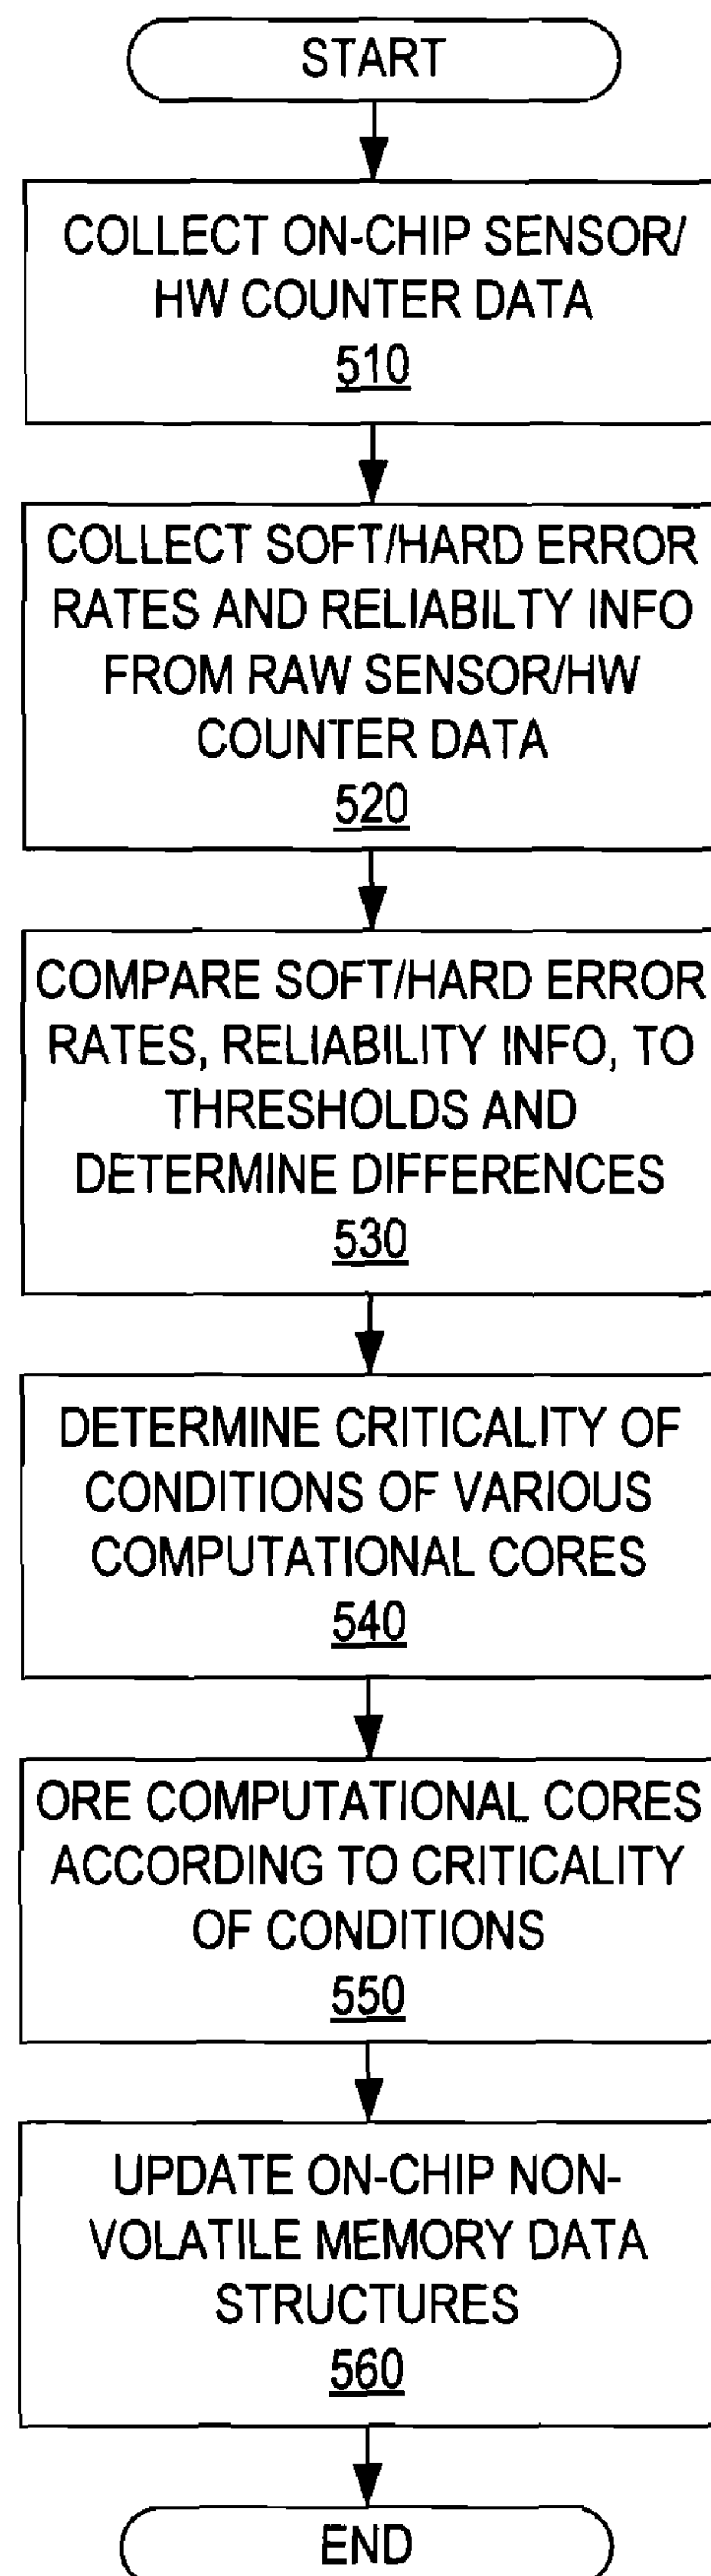 START
COLLECT ON-CHIP SENSOR/
HW COUNTER DATA
510
COLLECT SOFT/HARD ERROR
RATES AND RELIABILTY INFO
FROM RAW SENSOR/HW
COUNTER DATA
520
COMPARE SOFT/HARD ERROR
RATES, RELIABILITY INFO, TO
THRESHOLDS AND
DETERMINE DIFFERENCES
530
DETERMINE CRITICALITY OF
CONDITIONS OF VARIOUS
COMPUTATIONAL CORES
540
ORE COMPUTATIONAL CORES
ACCORDING TO CRITICALITY
OF CONDITIONS
550
UPDATE ON-CHIP NON-
VOLATILE MEMORY DATA
STRUCTURES
560
END